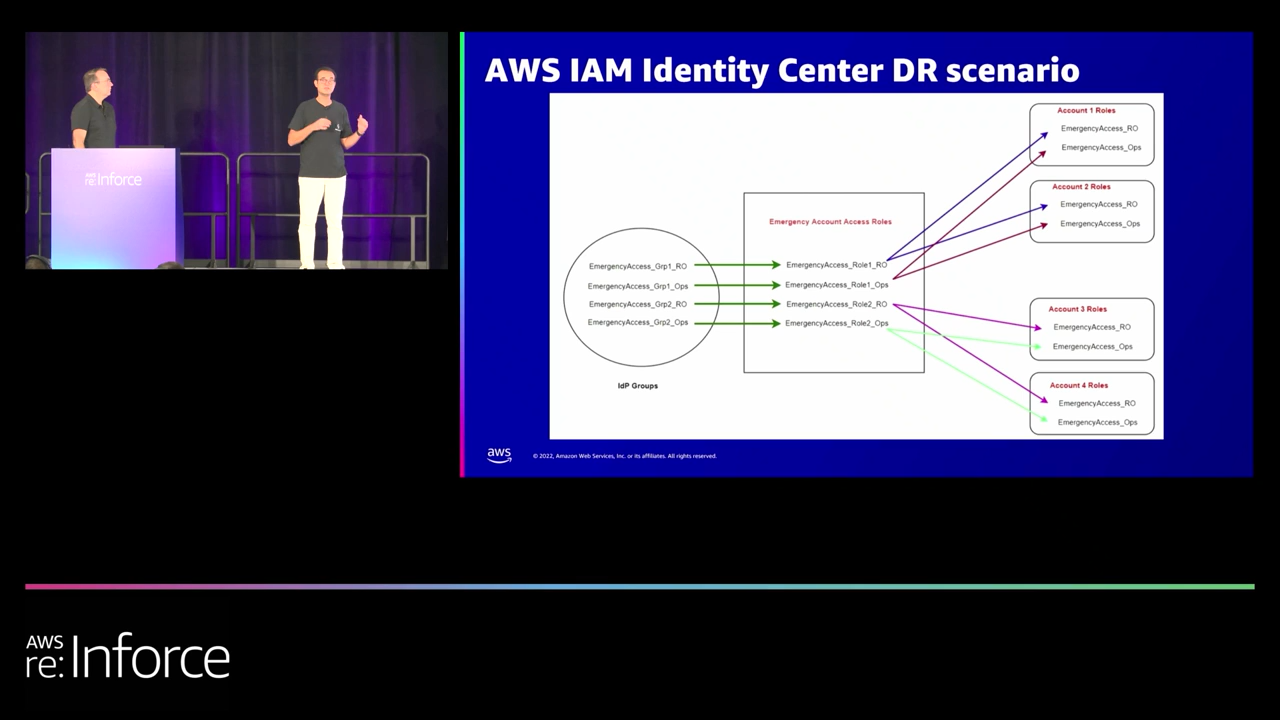 AWS IAM Identity Center DR scenario
aws
re:Inforce
Emergency Account Access Roles
EmergencyAccess_Grp1_RO
EmergencyAccess_Grp1_Ops
EmergencyAccess_Grp2_RO
EmergencyAccess_Grp2_Ops
IdP Groups
EmergencyAccess_Role1_RO
EmergencyAccess_Role1_Ops
EmergencyAccess_Role2_RO
EmergencyAccess_Role2_Ops
Account 1 Roles
EmergencyAccess_RO
EmergencyAccess_Ops
Account 2 Roles
EmergencyAccess_RO
EmergencyAccess_Ops
Account 3 Roles
EmergencyAccess_RO
EmergencyAccess_Ops
Account 4 Roles
EmergencyAccess_RO
EmergencyAccess_Ops
aws
© 2022, Amazon Web Services, Inc. or its affiliates. All rights reserved.
AWS
re:Inforce